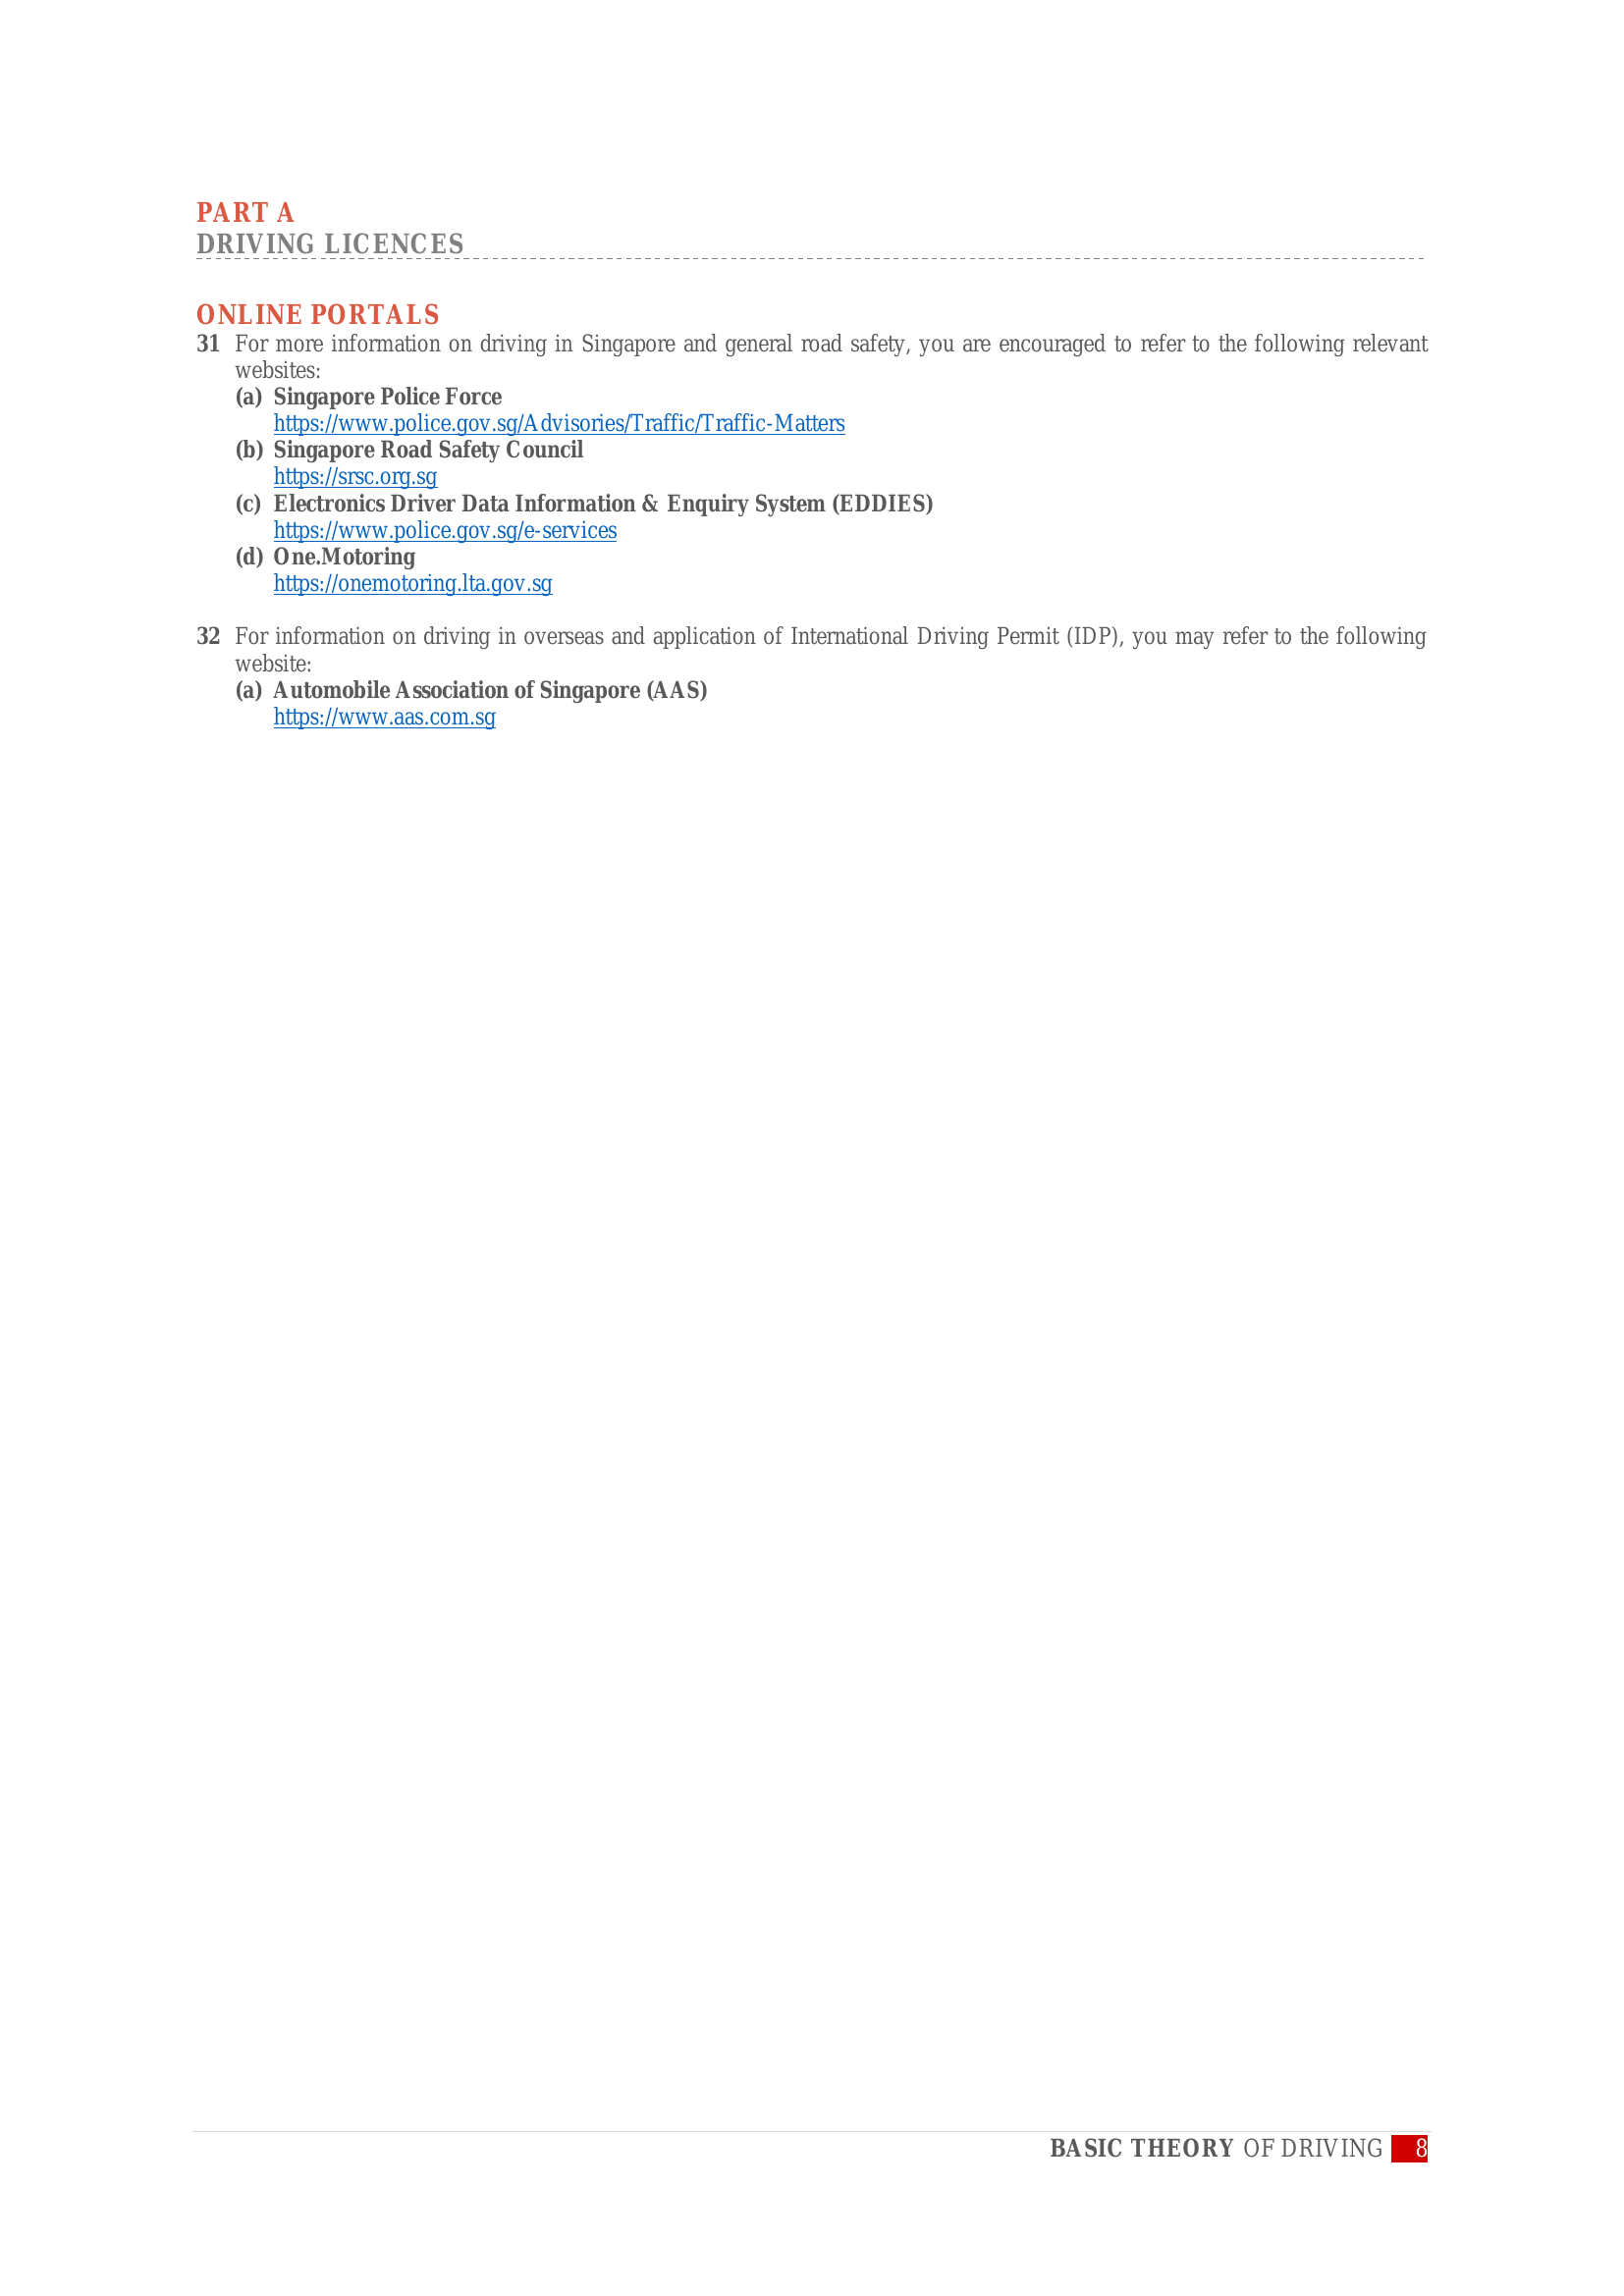 PART A
DRIVING LICENCES
ONLINE PORTALS
31 For more information on driving in Singapore and general road safety, you are encouraged to refer to the following relevant
websites:
(a) Singapore Police Force
https://www.police.gov.sg/Advisories/Traffic/Traffic-Matters
(b) Singapore Road Safety Council
https://srsc.org.sg
(c) Electronics Driver Data Information & Enquiry System (EDDIES)
https://www.police.gov.sg/e-services
(d) One.Motoring
https://onemotoring.lta.gov.sg
32 For information on driving in overseas and application of International Driving Permit (IDP), you may refer to the following
website:
(a) Automobile Association of Singapore (AAS)
https://www.aas.com.sg
BASIC THEORY OF DRIVING 8